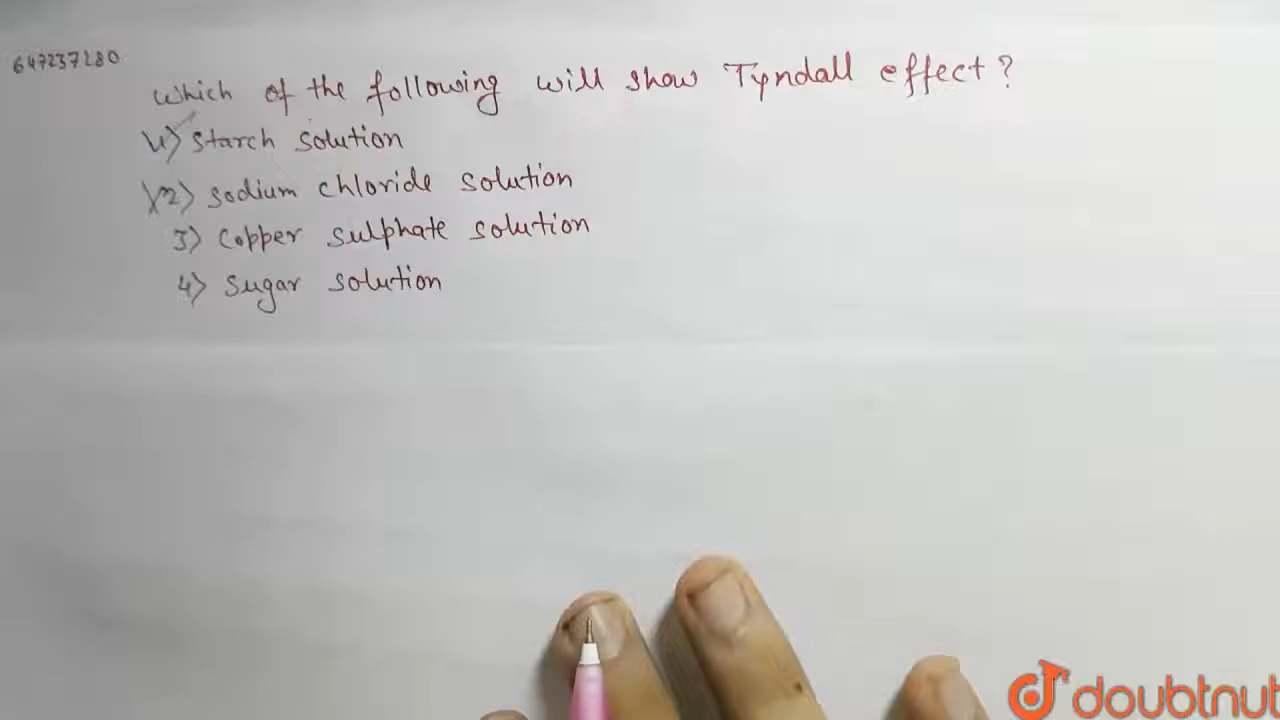 647237280
Which of the following will show Tyndall effect?
1) Starch solution
2) Sodium chloride solution
3) Copper sulphate solution
4) Sugar solution
doubtnut